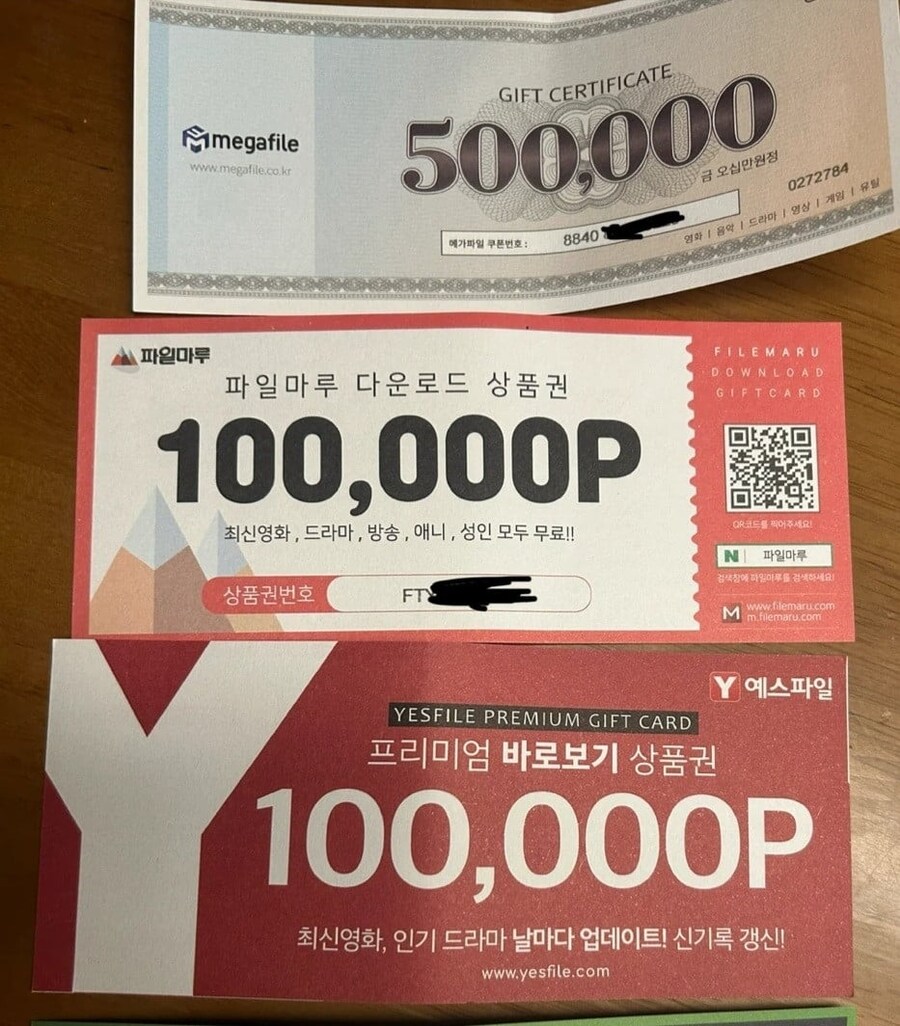 megafile
www.megafile.co.kr
GIFT CERTIFICATE
500,000
금 오십만원정
0272784
메가파일 쿠폰번호 : 8840
영화 | 음악 | 드라마 | 영상 | 게임 | 유틸
파일마루
파일마루 다운로드 상품권
100,000P
최신영화 , 드라마 , 방송 , 애니 , 성인 모두 무료!!
상품권번호 FTY
FILEMARU
DOWNLOAD
GIFTCARD
QR코드를 찍어주세요!
N 파일마루
검색창에 파일마루를 검색하세요!
M www.filemaru.com
m.filemaru.com
Y
Y 예스파일
YESFILE PREMIUM GIFT CARD
프리미엄 바로보기 상품권
100,000P
최신영화, 인기 드라마 날마다 업데이트! 신기록 갱신!
www.yesfile.com